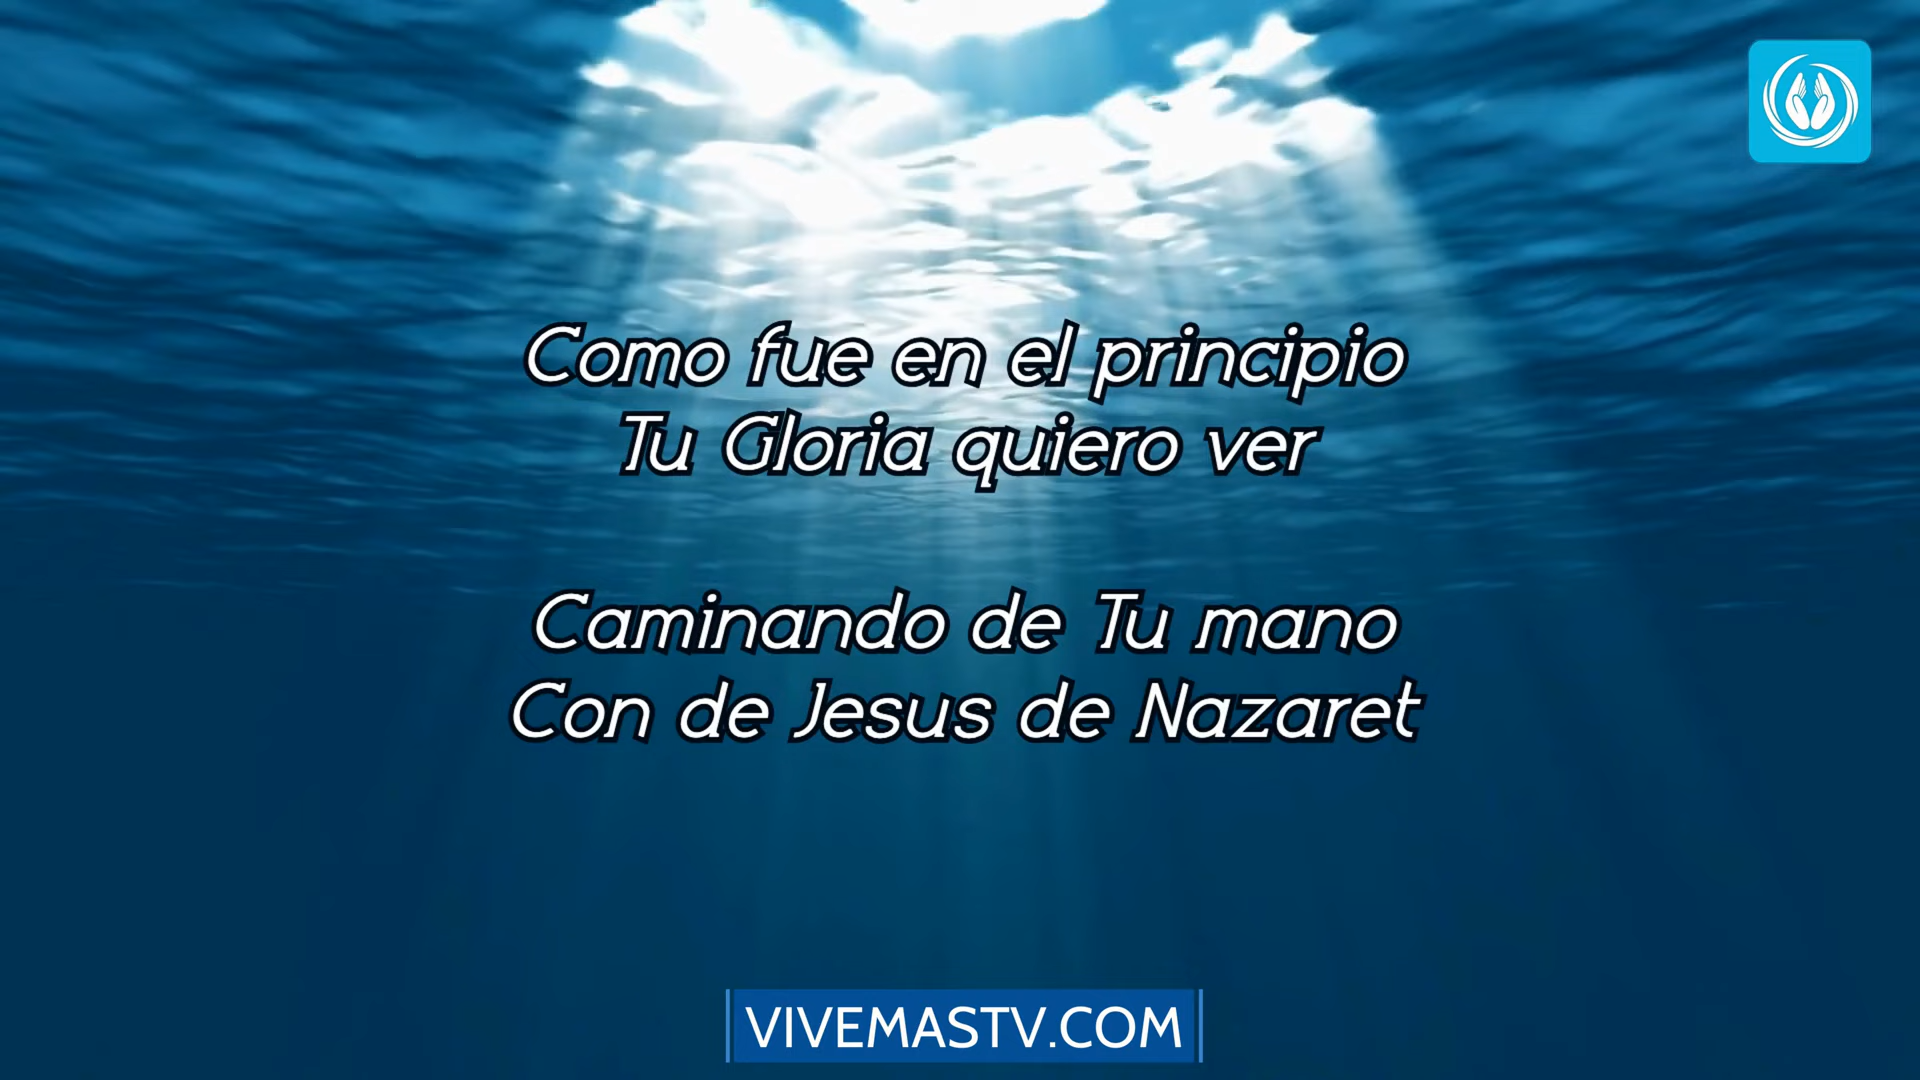 Como fue en el principio
Tu Gloria quiero ver
Caminando de Tu mano
Con de Jesus de Nazaret
VIVEMASTV.COM